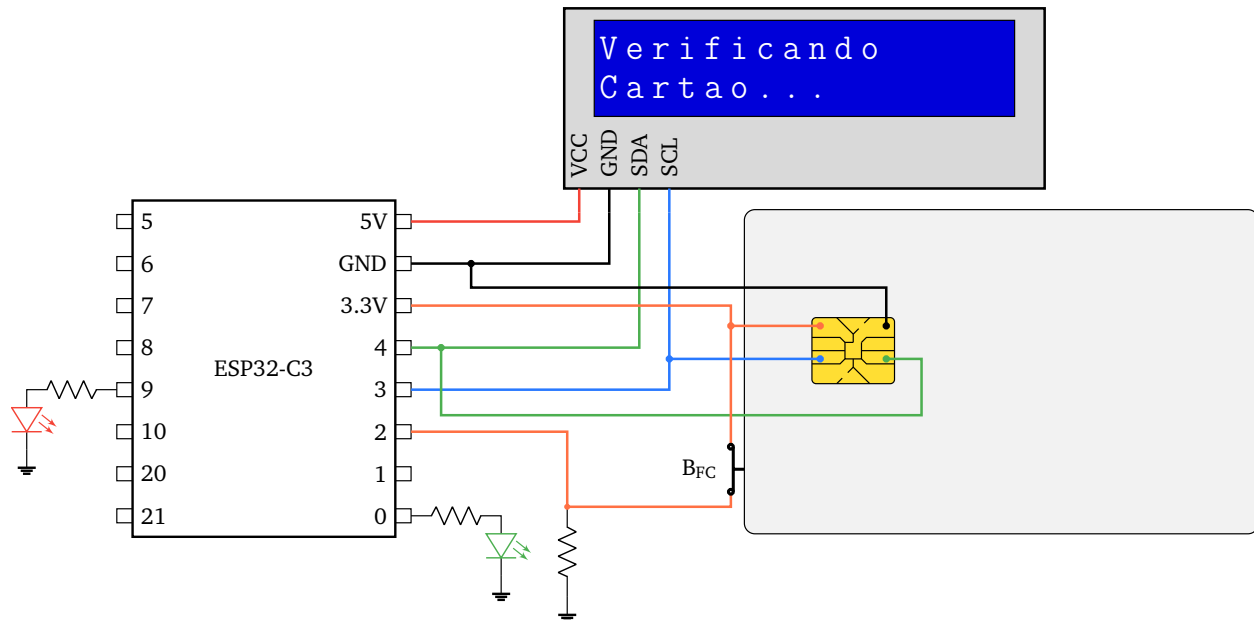 Verificando
Cartao...
VCC
GND
SDA
SCL
5
6
7
8
9
10
20
21
ESP32-C3
5V
GND
3.3V
4
3
2
1
0
BFC